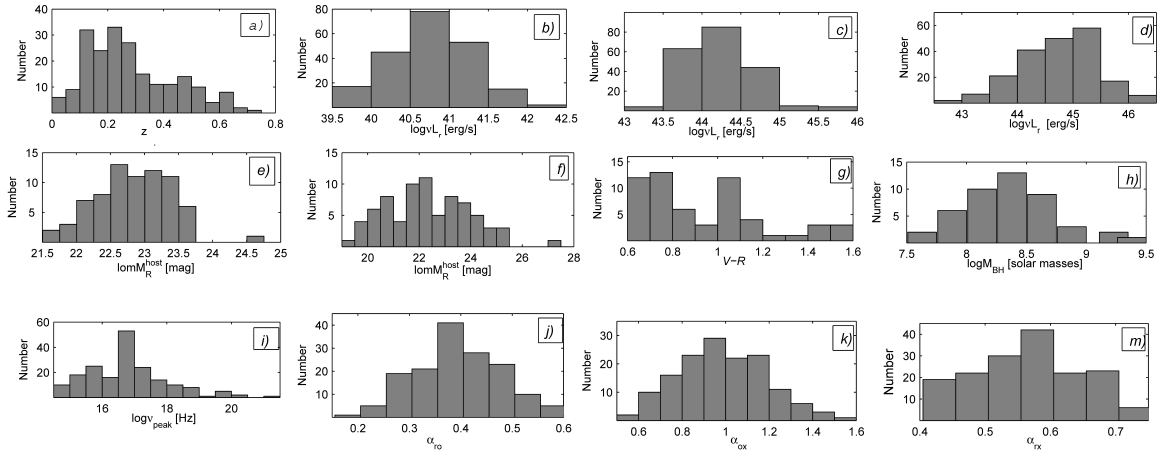 Number
40
30
20
10
0 0.2 0.4 0.6 0.8
z
a)
60
40
20
39.5 40 40.5 41 41.5 42 42.5
logνL_r [erg/s]
b)
Number
80
60
40
20
43 43.5 44 44.5 45 45.5 46
logνL_r [erg/s]
c)
Number
60
40
20
43 44 45 46
logνL_r [erg/s]
d)
Number
15
10
5
21.5 22 22.5 23 23.5 24 24.5 25
lomM_R^host [mag]
e)
Number
15
10
5
20 22 24 26 28
lomM_R^host [mag]
f)
Number
15
10
5
0.6 0.8 1.0 1.2 1.4 1.6
V−R
g)
Number
15
10
5
7.5 8 8.5 9 9.5
logM_BH [solar masses]
h)
Number
60
40
20
16 18 20
logν_peak [Hz]
i)
Number
50
40
30
20
10
0.2 0.3 0.4 0.5 0.6
α_ro
j)
Number
30
20
10
0.6 0.8 1.0 1.2 1.4 1.6
α_ox
k)
Number
40
30
20
10
0.4 0.5 0.6 0.7
α_rx
m)